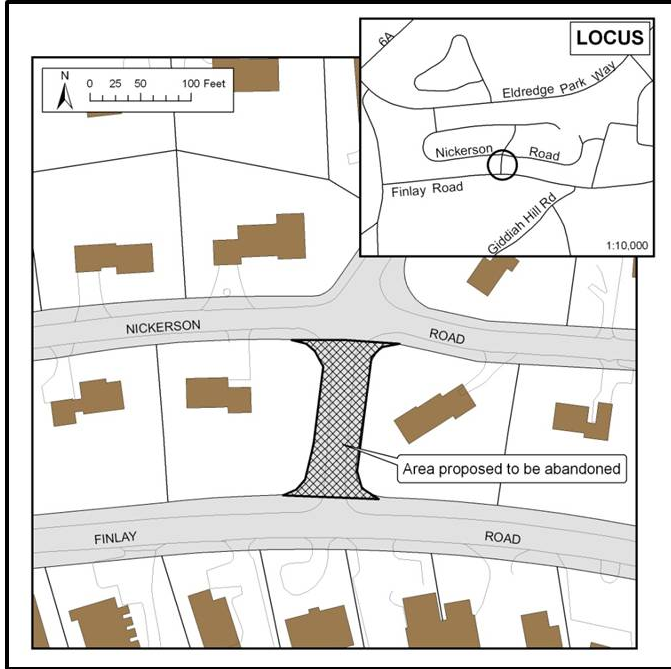 N
0 25 50 100 Feet
LOCUS
6A
Eldredge Park Way
Nickerson Road
Finlay Road
Giddiah Hill Rd
1:10,000
NICKERSON ROAD
Area proposed to be abandoned
FINLAY ROAD